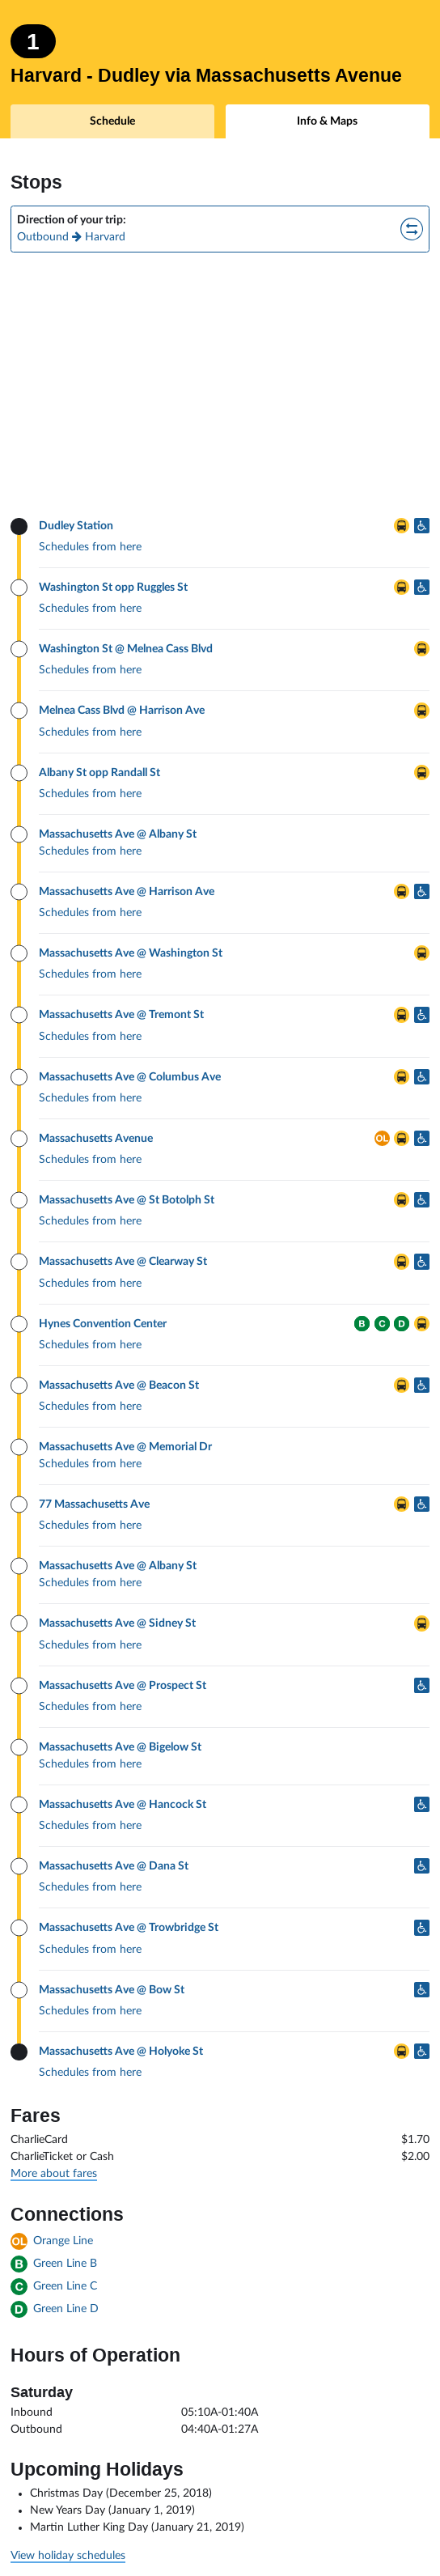 1
Harvard - Dudley via Massachusetts Avenue
Schedule
Info & Maps
Stops
Direction of your trip:
Outbound Harvard
Dudley Station
Schedules from here
Washington St opp Ruggles St
Schedules from here
Washington St @ Melnea Cass Blvd
Schedules from here
Melnea Cass Blvd @ Harrison Ave
Schedules from here
Albany St opp Randall St
Schedules from here
Massachusetts Ave @ Albany St
Schedules from here
Massachusetts Ave @ Harrison Ave
Schedules from here
Massachusetts Ave @ Washington St
Schedules from here
Massachusetts Ave @ Tremont St
Schedules from here
Massachusetts Ave @ Columbus Ave
Schedules from here
Massachusetts Avenue OL
Schedules from here
Massachusetts Ave @ St Botolph St
Schedules from here
Massachusetts Ave @ Clearway St
Schedules from here
Hynes Convention Center B C D
Schedules from here
Massachusetts Ave @ Beacon St
Schedules from here
Massachusetts Ave @ Memorial Dr
Schedules from here
77 Massachusetts Ave
Schedules from here
Massachusetts Ave @ Albany St
Schedules from here
Massachusetts Ave @ Sidney St
Schedules from here
Massachusetts Ave @ Prospect St
Schedules from here
Massachusetts Ave @ Bigelow St
Schedules from here
Massachusetts Ave @ Hancock St
Schedules from here
Massachusetts Ave @ Dana St
Schedules from here
Massachusetts Ave @ Trowbridge St
Schedules from here
Massachusetts Ave @ Bow St
Schedules from here
Massachusetts Ave @ Holyoke St
Schedules from here
Fares
CharlieCard $1.70
CharlieTicket or Cash $2.00
More about fares
Connections
OL Orange Line
B Green Line B
C Green Line C
D Green Line D
Hours of Operation
Saturday
Inbound 05:10A-01:40A
Outbound 04:40A-01:27A
Upcoming Holidays
• Christmas Day (December 25, 2018)
• New Years Day (January 1, 2019)
• Martin Luther King Day (January 21, 2019)
View holiday schedules